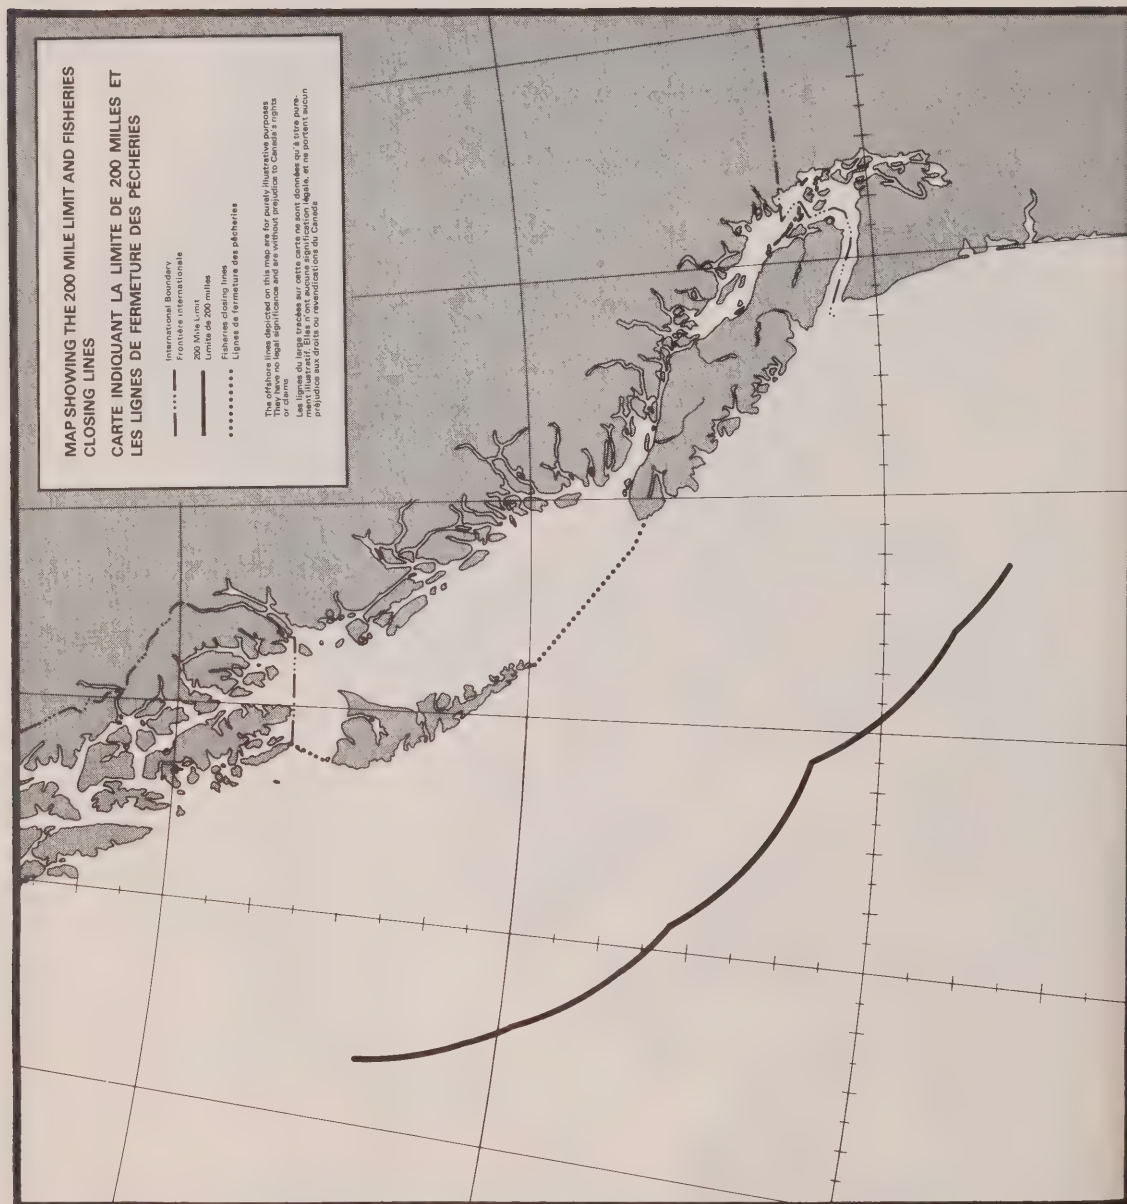 MAP SHOWING THE 200 MILE LIMIT AND FISHERIES
CLOSING LINES
CARTE INDIQUANT LA LIMITE DE 200 MILLES ET
LES LIGNES DE FERMETURE DES PÊCHERIES
International Boundary
Frontière internationale
200 Mile Limit
Limite de 200 milles
Fisheries closing lines
Lignes de fermeture des pêcheries
The offshore lines depicted on this map are for purely illustrative purposes
They have no legal significance and are without prejudice to Canada's rights
or claims
Les lignes du large tracées sur cette carte ne sont données qu'à titre pure-
ment illustratif. Elles n'ont aucune signification légale, et ne portent aucun
préjudice aux droits ou revendications du Canada